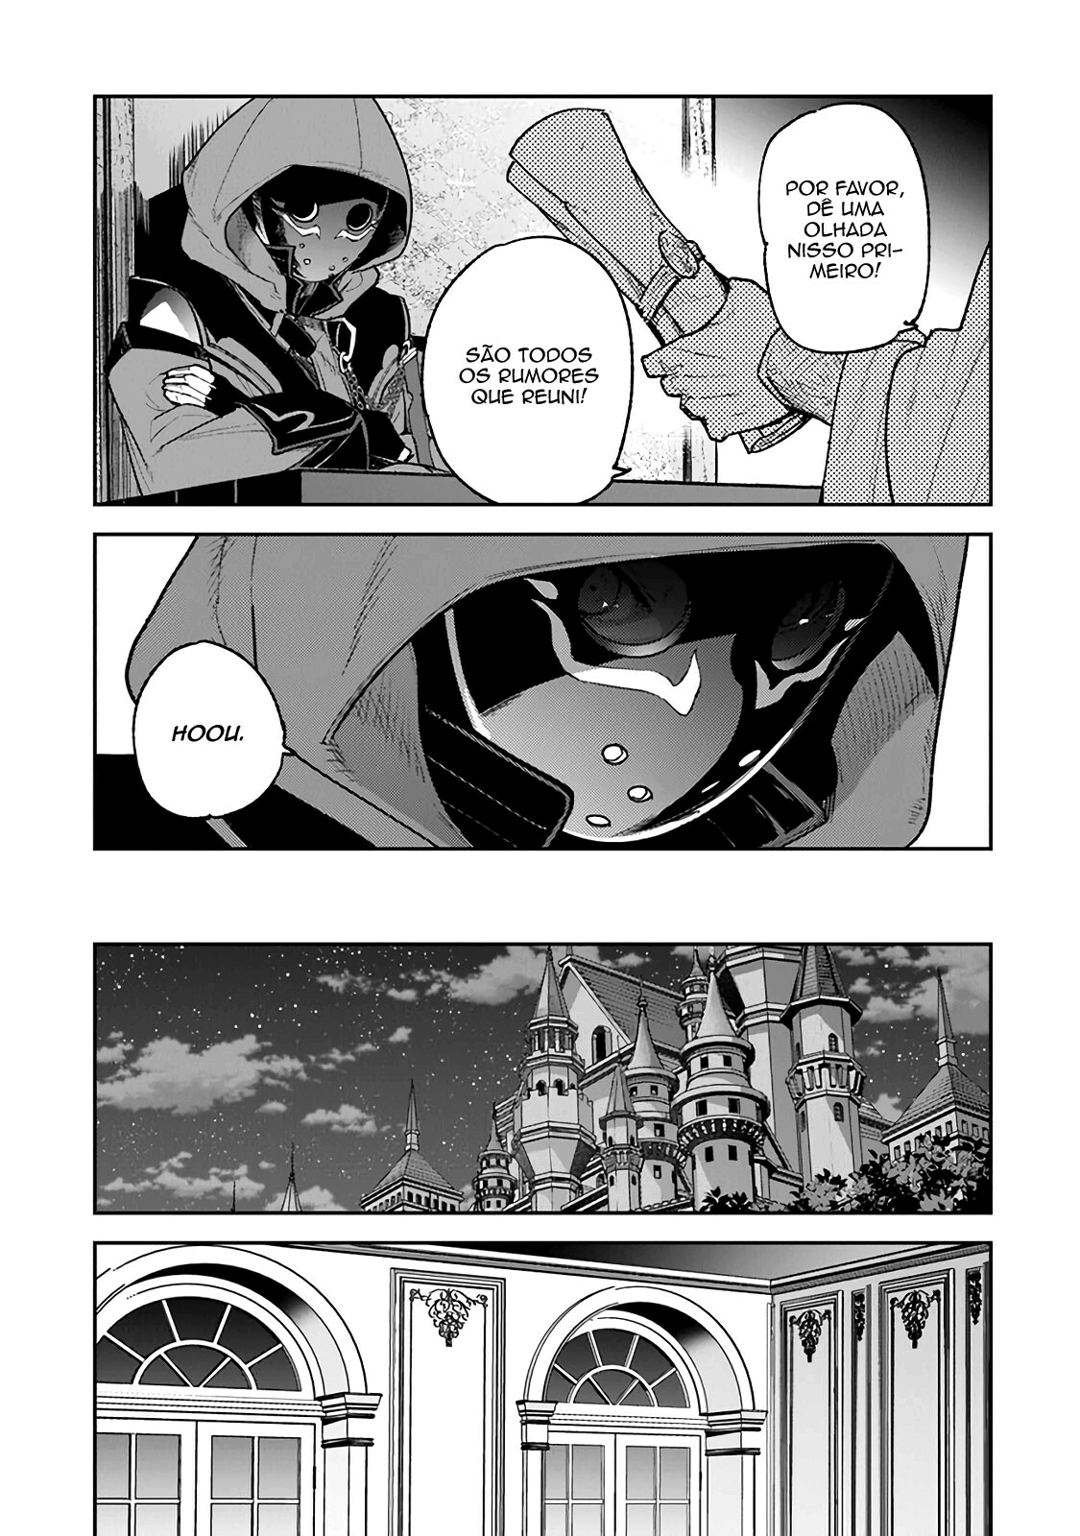 POR FAVOR,
DÊ UMA
OLHADA
NISSO PRI-
MEIRO!
SÃO TODOS
OS RUMORES
QUE REUNI!
HOOU.